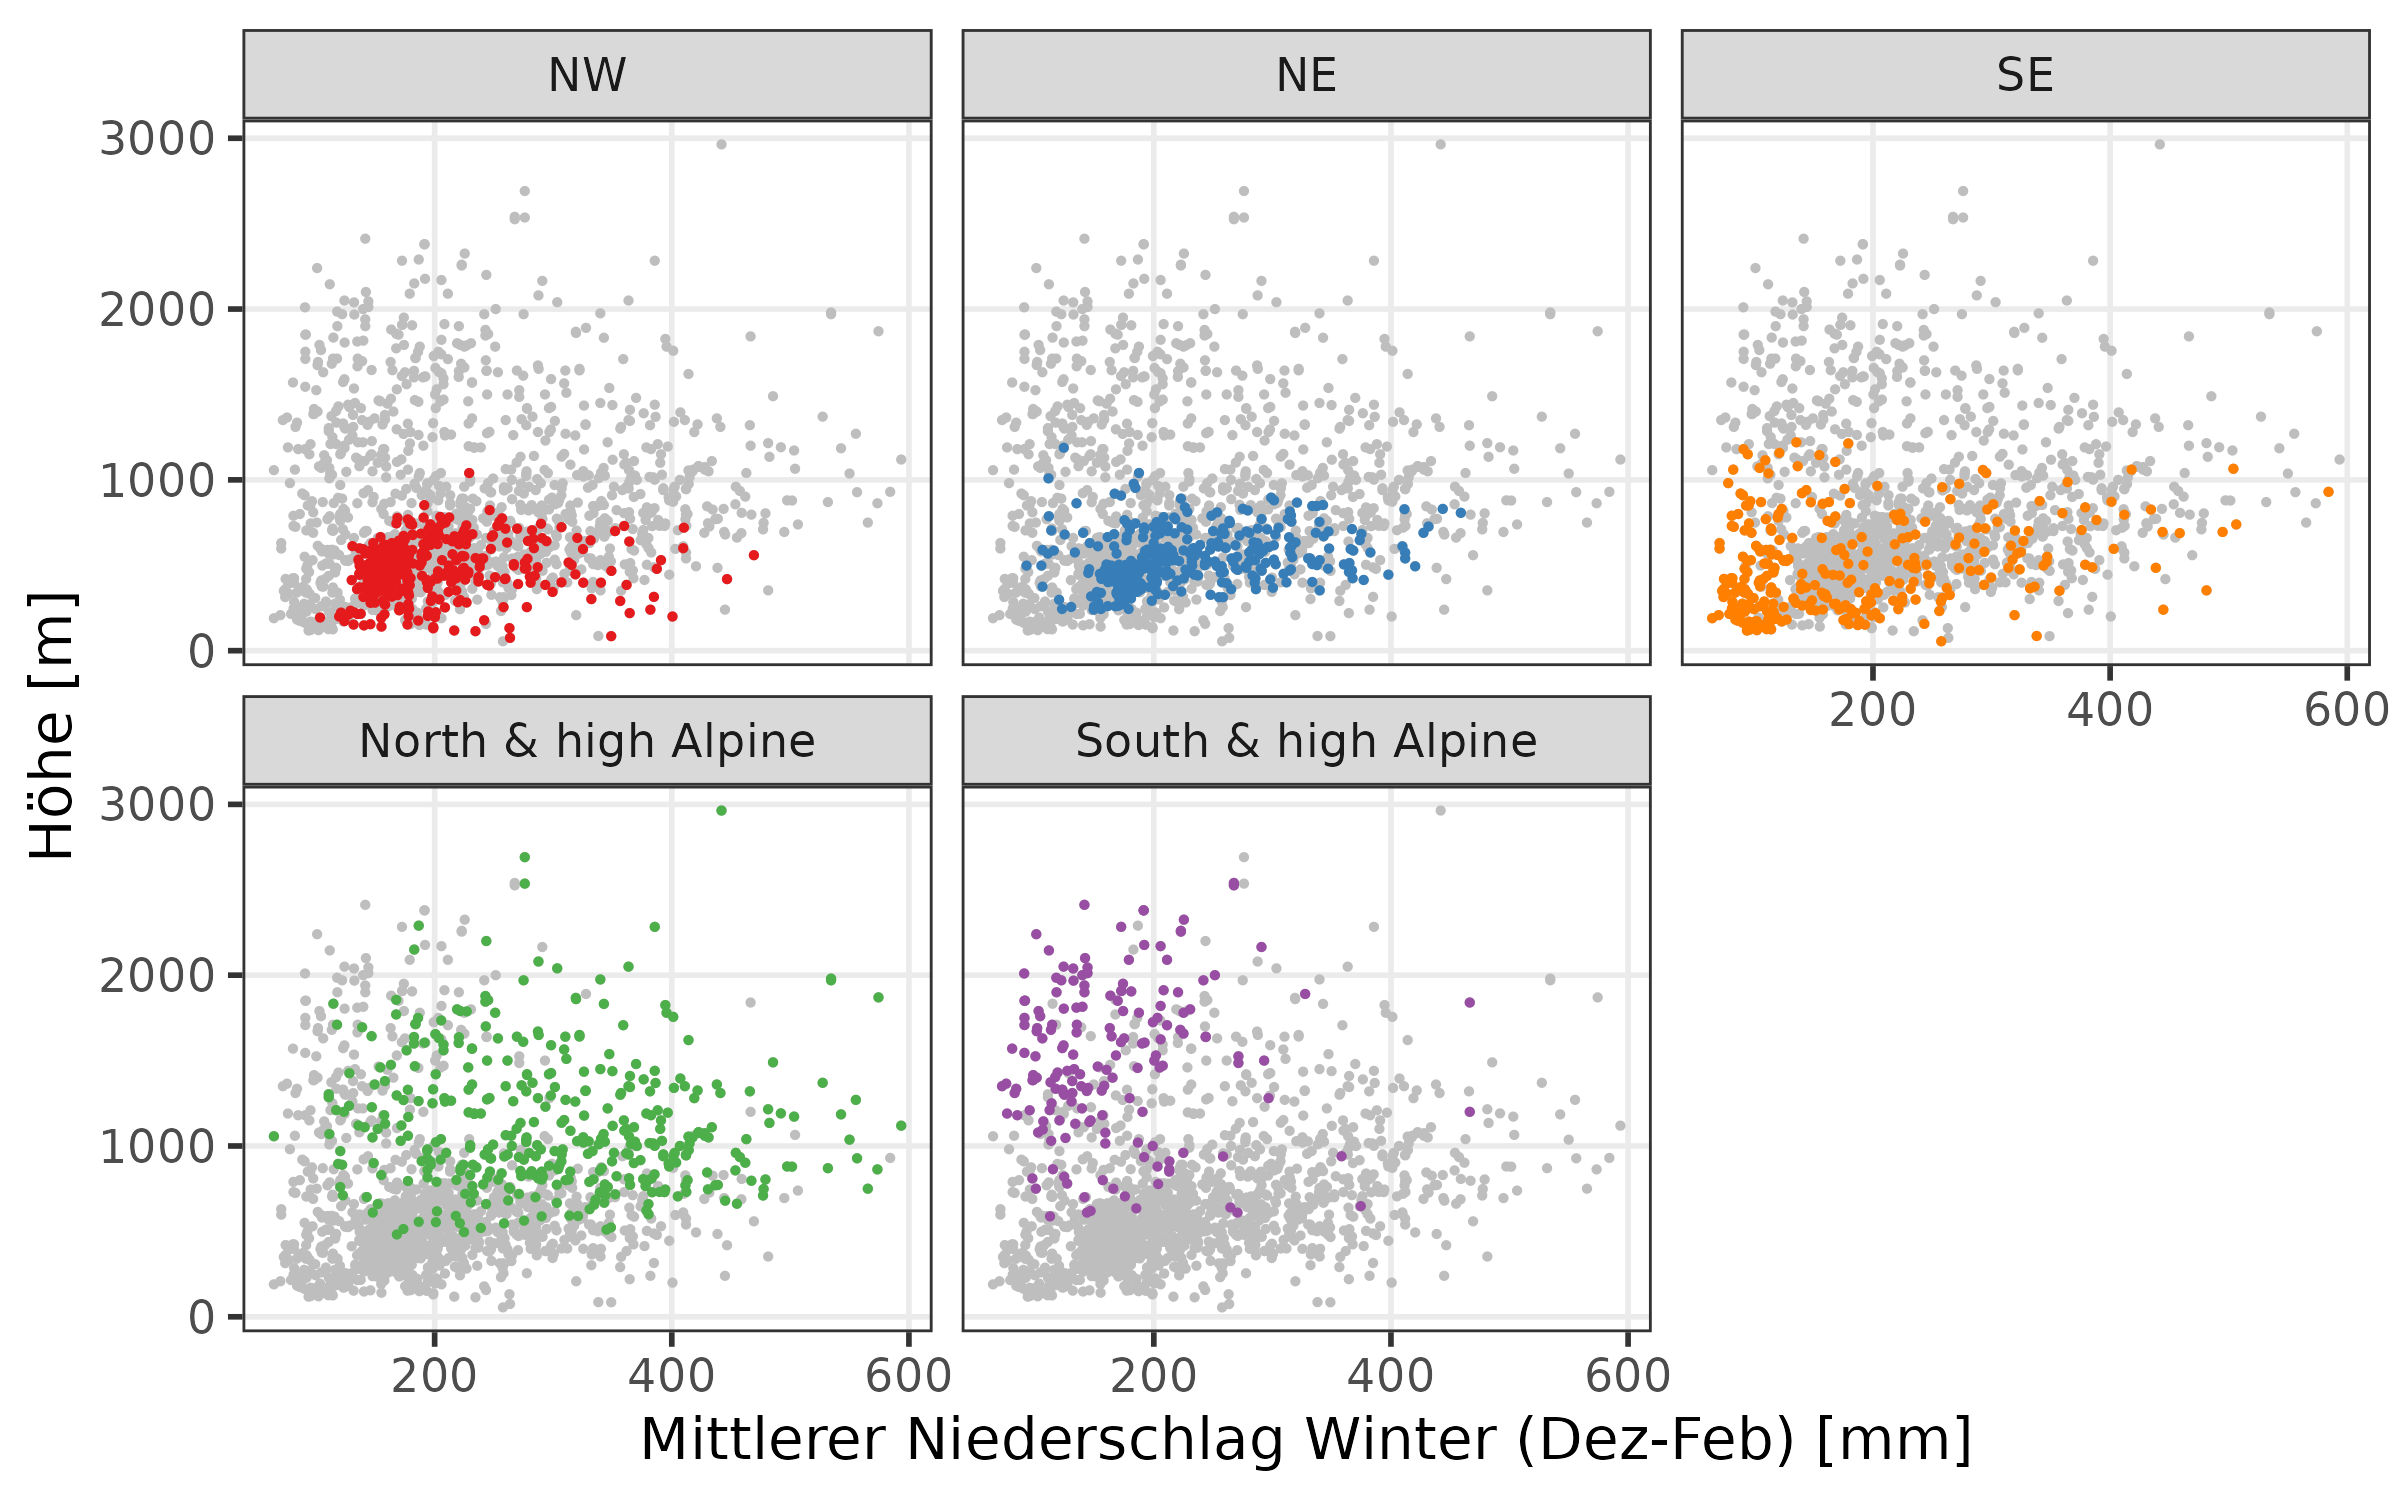 NW NE SE
3000
2000
1000
0
200 400 600
North & high Alpine South & high Alpine
3000
2000
1000
0
200 400 600 200 400 600
Höhe [m]
Mittlerer Niederschlag Winter (Dez-Feb) [mm]